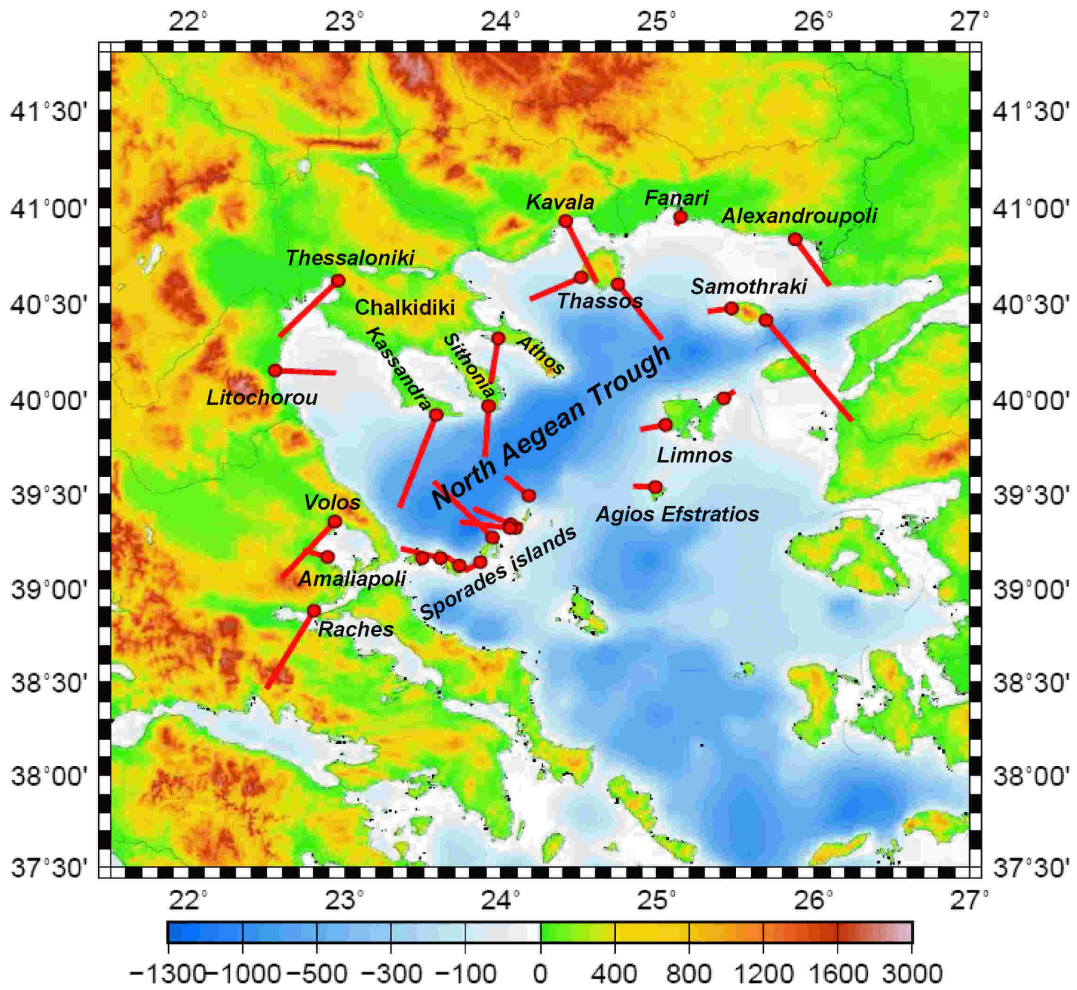 22° 23° 24° 25° 26° 27°
41°30' 41°30'
41°00' 41°00'
40°30' 40°30'
40°00' 40°00'
39°30' 39°30'
39°00' 39°00'
38°30' 38°30'
38°00' 38°00'
37°30' 37°30'
Kavala
Fanari
Alexandroupoli
Thessaloniki
Samothraki
Thassos
Chalkidiki
Kassandra
Sithonia
Athos
Litochorou
North Aegean Trough
Limnos
Agios Efstratios
Volos
Amaliapoli
Sporades islands
Raches
22° 23° 24° 25° 26° 27°
−1300 −1000 −500 −300 −100 0 400 800 1200 1600 3000